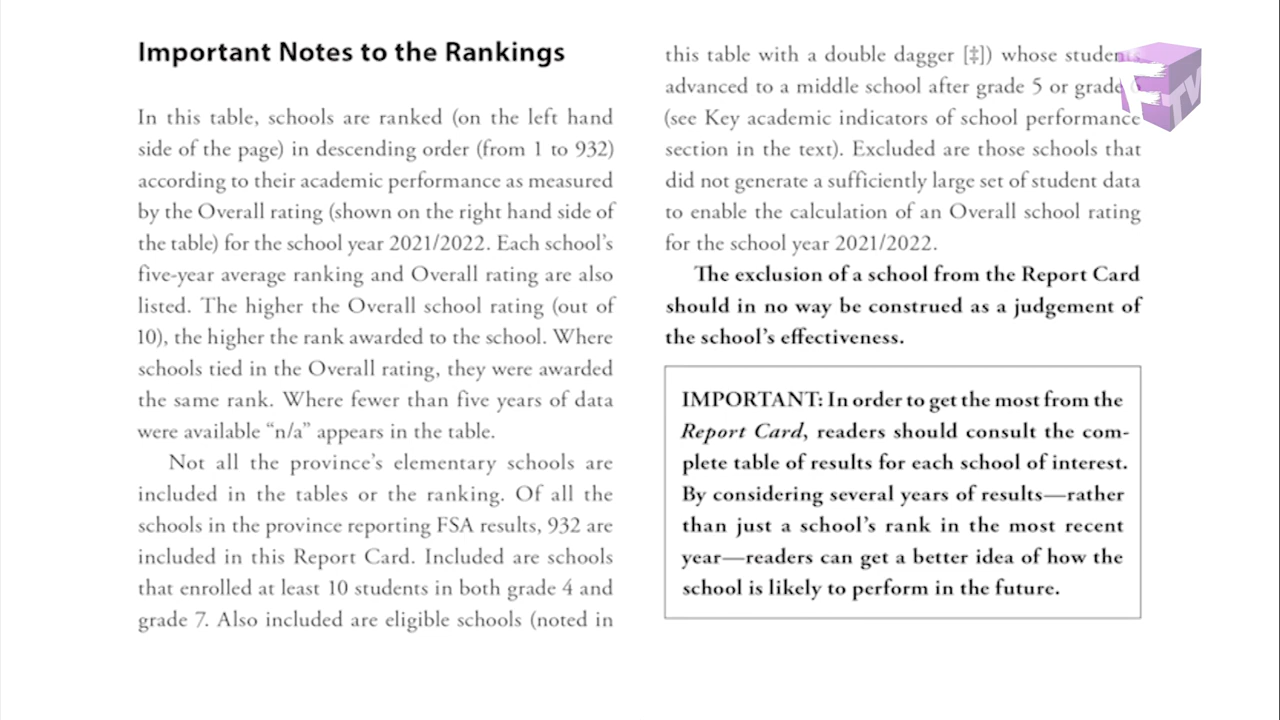 Important Notes to the Rankings
In this table, schools are ranked (on the left hand
side of the page) in descending order (from 1 to 932)
according to their academic performance as measured
by the Overall rating (shown on the right hand side of
the table) for the school year 2021/2022. Each school's
five-year average ranking and Overall rating are also
listed. The higher the Overall school rating (out of
10), the higher the rank awarded to the school. Where
schools tied in the Overall rating, they were awarded
the same rank. Where fewer than five years of data
were available “n/a” appears in the table.
Not all the province's elementary schools are
included in the tables or the ranking. Of all the
schools in the province reporting FSA results, 932 are
included in this Report Card. Included are schools
that enrolled at least 10 students in both grade 4 and
grade 7. Also included are eligible schools (noted in
this table with a double dagger [‡]) whose students
advanced to a middle school after grade 5 or grade
(see Key academic indicators of school performance
section in the text). Excluded are those schools that
did not generate a sufficiently large set of student data
to enable the calculation of an Overall school rating
for the school year 2021/2022.
The exclusion of a school from the Report Card
should in no way be construed as a judgement of
the school's effectiveness.
IMPORTANT: In order to get the most from the
Report Card, readers should consult the com-
plete table of results for each school of interest.
By considering several years of results—rather
than just a school's rank in the most recent
year—readers can get a better idea of how the
school is likely to perform in the future.
FTV